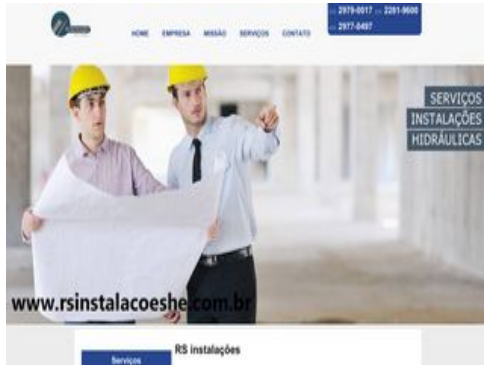 2979-0017 2281-9600
HOME EMPRESA MISSÃO SERVIÇOS CONTATO
2977-0497
SERVIÇOS
INSTALAÇÕES
HIDRÁULICAS
www.rsinstalacoeshe.com.br
RS instalações
Serviços